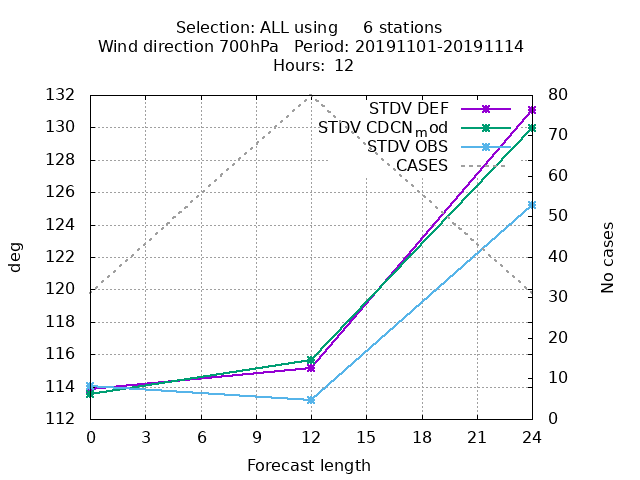 Selection: ALL using     6 stations
Wind direction 700hPa   Period: 20191101-20191114
Hours:  12
STDV DEF
STDV CDCN_mod
STDV OBS
CASES
132
130
128
126
124
122
120
118
116
114
112
80
70
60
50
40
30
20
10
0
deg
No cases
0 3 6 9 12 15 18 21 24
Forecast length